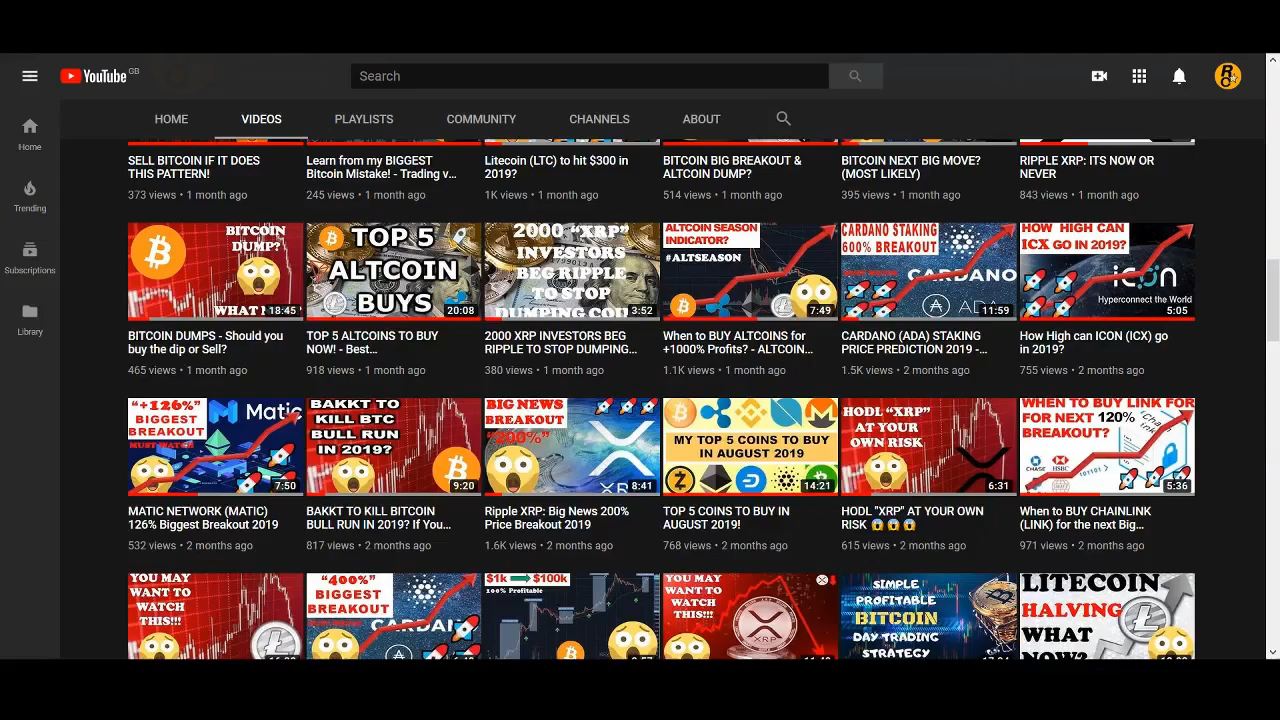 YouTube GB
Search
HOME VIDEOS PLAYLISTS COMMUNITY CHANNELS ABOUT
Home
Trending
Subscriptions
Library
SELL BITCOIN IF IT DOES
THIS PATTERN!
373 views • 1 month ago
Learn from my BIGGEST
Bitcoin Mistake! - Trading v...
245 views • 1 month ago
Litecoin (LTC) to hit $300 in
2019?
1K views • 1 month ago
BITCOIN BIG BREAKOUT &
ALTCOIN DUMP?
514 views • 1 month ago
BITCOIN NEXT BIG MOVE?
(MOST LIKELY)
395 views • 1 month ago
RIPPLE XRP: ITS NOW OR
NEVER
843 views • 1 month ago
BITCOIN
DUMP?
WHAT N
18:45
BITCOIN DUMPS - Should you
buy the dip or Sell?
465 views • 1 month ago
TOP 5
ALTCOIN
BUYS
20:08
TOP 5 ALTCOINS TO BUY
NOW! - Best...
918 views • 1 month ago
2000 "XRP"
INVESTORS
BEG RIPPLE
TO STOP
DUMPING COIN
3:52
2000 XRP INVESTORS BEG
RIPPLE TO STOP DUMPING...
380 views • 1 month ago
ALTCOIN SEASON
INDICATOR?
#ALTSEASON
7:49
When to BUY ALTCOINS for
+1000% Profits? - ALTCOIN...
1.1K views • 1 month ago
CARDANO STAKING
600% BREAKOUT
CARDANO
ADA
11:59
CARDANO (ADA) STAKING
PRICE PREDICTION 2019 -...
1.5K views • 2 months ago
HOW HIGH CAN
ICX GO IN 2019?
ICON
Hyperconnect the World
5:05
How High can ICON (ICX) go
in 2019?
755 views • 2 months ago
"+126%"
BIGGEST
BREAKOUT
MUST WATCH
Matic
7:50
MATIC NETWORK (MATIC)
126% Biggest Breakout 2019
532 views • 2 months ago
BAKKT TO
KILL BTC
BULL RUN
IN 2019?
9:20
BAKKT TO KILL BITCOIN
BULL RUN IN 2019? If You...
817 views • 2 months ago
BIG NEWS
BREAKOUT
"200%"
XR
8:41
Ripple XRP: Big News 200%
Price Breakout 2019
1.6K views • 2 months ago
MY TOP 5 COINS TO BUY
IN AUGUST 2019
14:21
TOP 5 COINS TO BUY IN
AUGUST 2019!
768 views • 2 months ago
HODL "XRP"
AT YOUR
OWN RISK
6:31
HODL "XRP" AT YOUR OWN
RISK 😱😱😱
615 views • 2 months ago
WHEN TO BUY LINK FOR
FOR NEXT 120%
BREAKOUT?
CHASE HSBC
5:36
When to BUY CHAINLINK
(LINK) for the next Big...
971 views • 2 months ago
YOU MAY
WANT TO
WATCH
THIS!!!
"400%"
BIGGEST
BREAKOUT
CARDAN
$1k $100k
100% Profitable
YOU MAY
WANT TO
WATCH
THIS!!!
XRP
SIMPLE
PROFITABLE
BITCOIN
DAY TRADING
STRATEGY
LITECOIN
HALVING
WHAT
NOW?